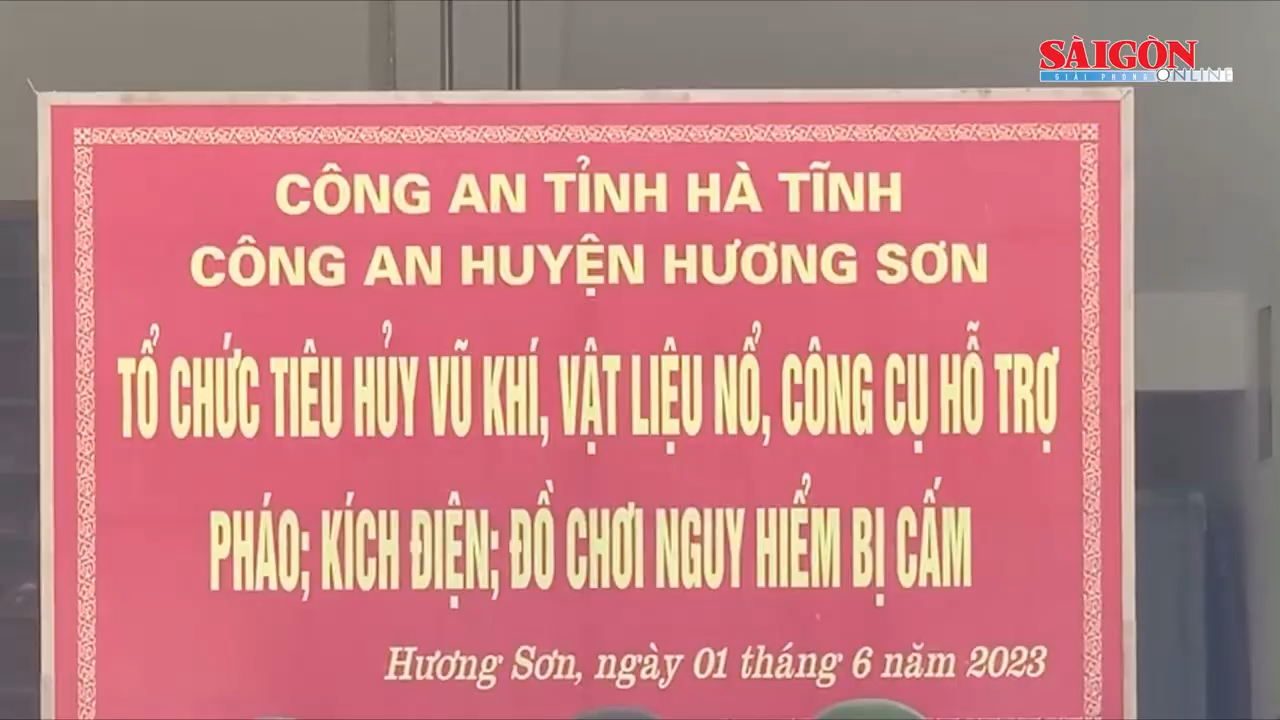 SÀIGÒN
GIẢI PHÓNG ONLINE
CÔNG AN TỈNH HÀ TĨNH
CÔNG AN HUYỆN HƯƠNG SƠN
TỔ CHỨC TIÊU HỦY VŨ KHÍ, VẬT LIỆU NỔ, CÔNG CỤ HỖ TRỢ
PHÁO; KÍCH ĐIỆN; ĐỒ CHƠI NGUY HIỂM BỊ CẤM
Hương Sơn, ngày 01 tháng 6 năm 2023